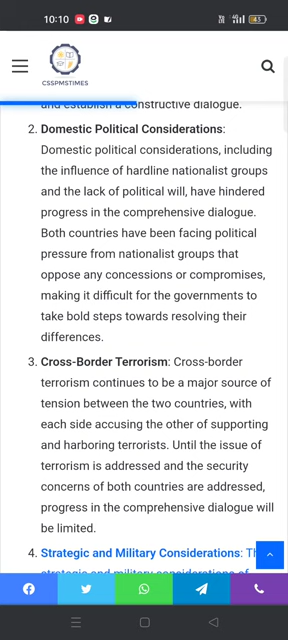 10:10
CSSPMSTIMES
and establish a constructive dialogue.
2. Domestic Political Considerations:
Domestic political considerations, including
the influence of hardline nationalist groups
and the lack of political will, have hindered
progress in the comprehensive dialogue.
Both countries have been facing political
pressure from nationalist groups that
oppose any concessions or compromises,
making it difficult for the governments to
take bold steps towards resolving their
differences.
3. Cross-Border Terrorism: Cross-border
terrorism continues to be a major source of
tension between the two countries, with
each side accusing the other of supporting
and harboring terrorists. Until the issue of
terrorism is addressed and the security
concerns of both countries are addressed,
progress in the comprehensive dialogue will
be limited.
4. Strategic and Military Considerations:
strategic and military considerations of